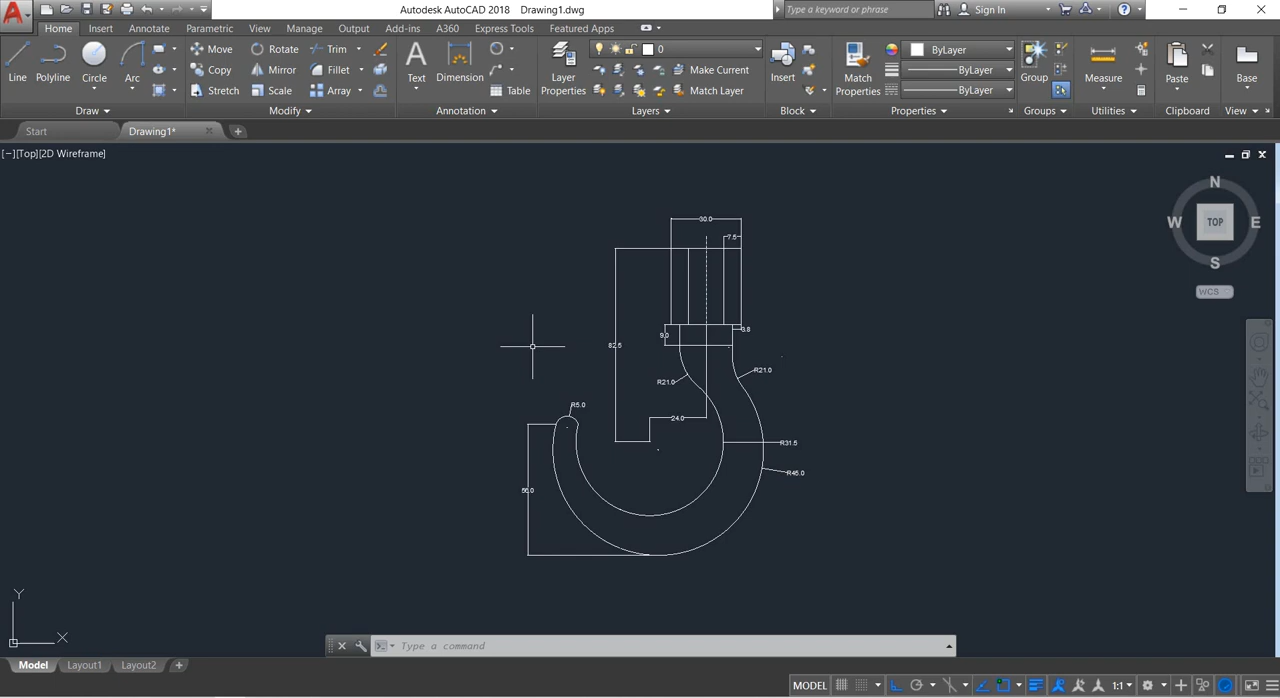 Autodesk AutoCAD 2018 Drawing1.dwg
Type a keyword or phrase
Sign In
Home Insert Annotate Parametric View Manage Output Add-ins A360 Express Tools Featured Apps
Line Polyline Circle Arc
Move Rotate Trim
Copy Mirror Fillet
Stretch Scale Array
Text Dimension Table
Layer Properties
0
Make Current
Match Layer
Insert
Match Properties
ByLayer
ByLayer
ByLayer
Group
Measure
Paste
Base
Draw Modify Annotation Layers Block Properties Groups Utilities Clipboard View
Start Drawing1*
[−][Top][2D Wireframe]
N
W TOP E
S
WCS
30.0
7.5
9.0
3.8
82.5
R21.0
R21.0
R5.0
24.0
R31.5
R45.0
56.0
Y
X
Type a command
Model Layout1 Layout2
MODEL
1:1